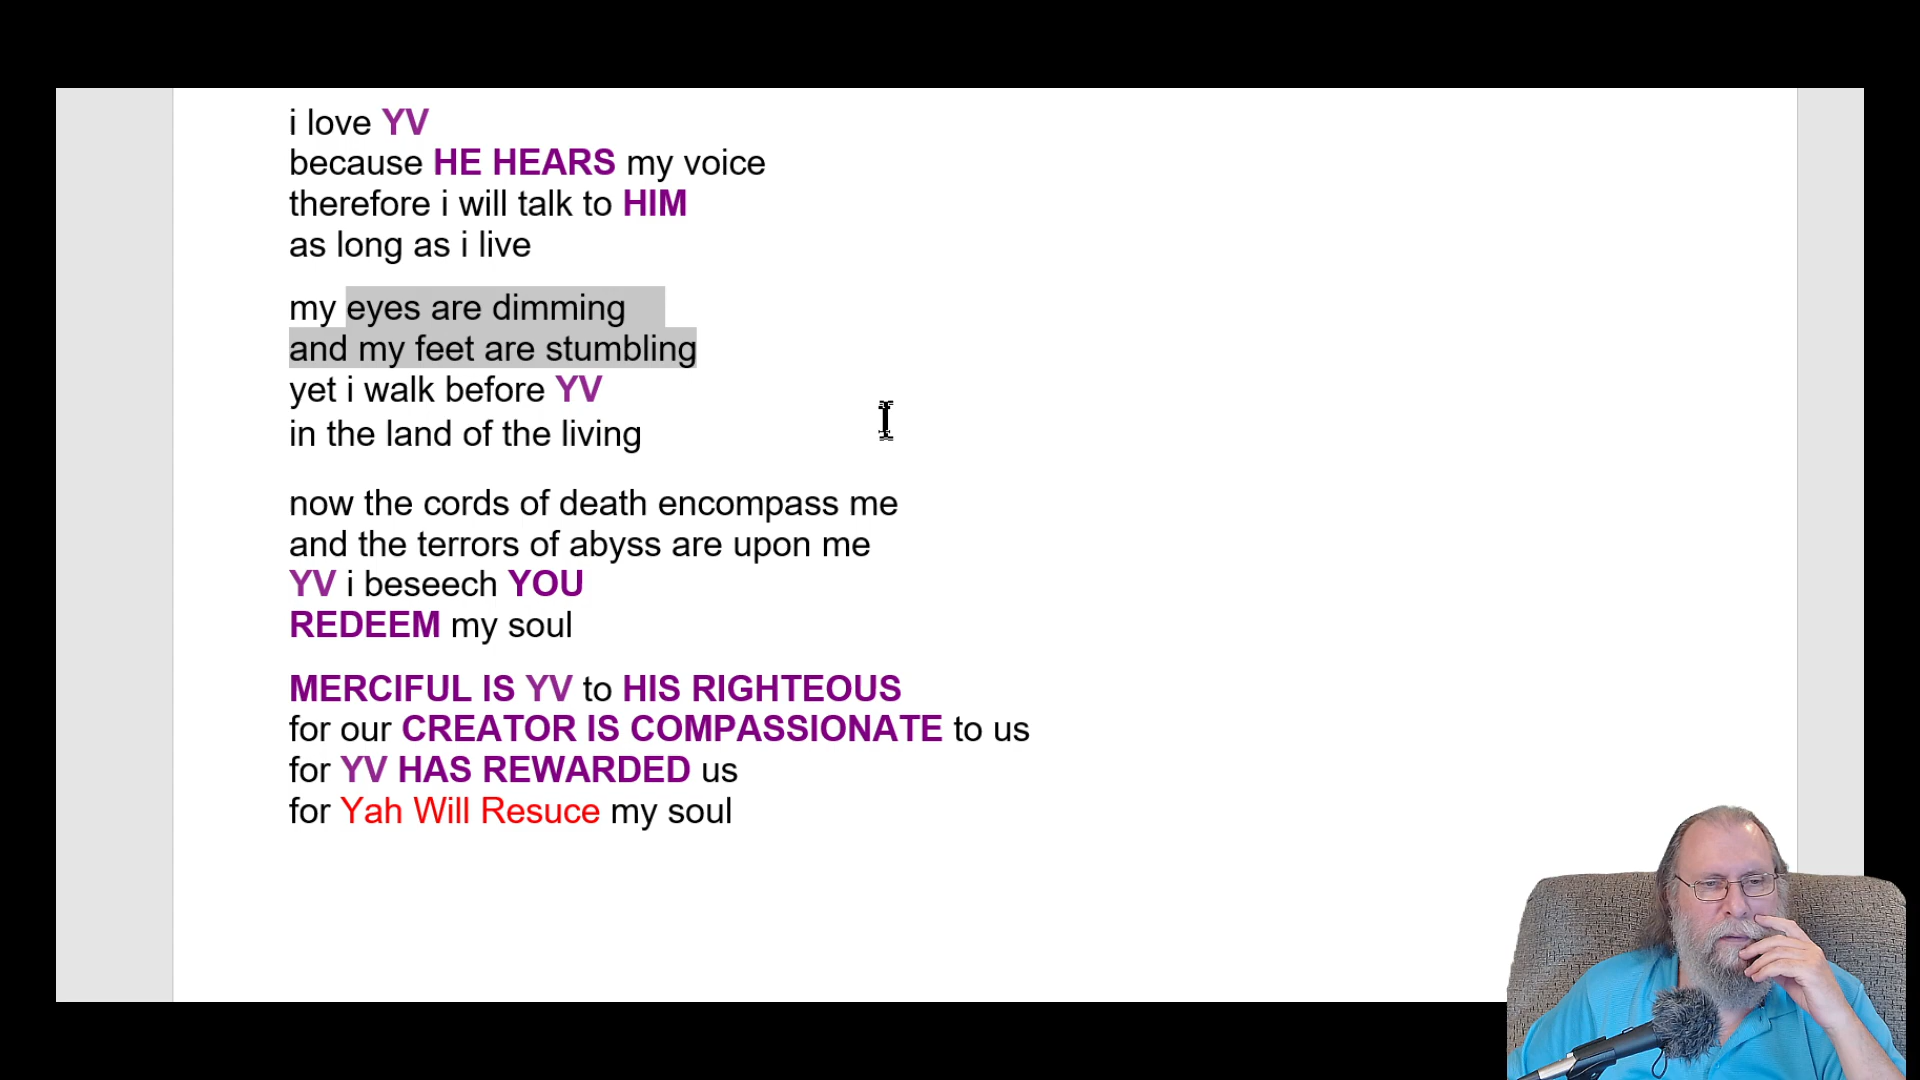 i love YV
because HE HEARS my voice
therefore i will talk to HIM
as long as i live
my eyes are dimming
and my feet are stumbling
yet i walk before YV
in the land of the living
now the cords of death encompass me
and the terrors of abyss are upon me
YV i beseech YOU
REDEEM my soul
MERCIFUL IS YV to HIS RIGHTEOUS
for our CREATOR IS COMPASSIONATE to us
for YV HAS REWARDED us
for Yah Will Resuce my soul